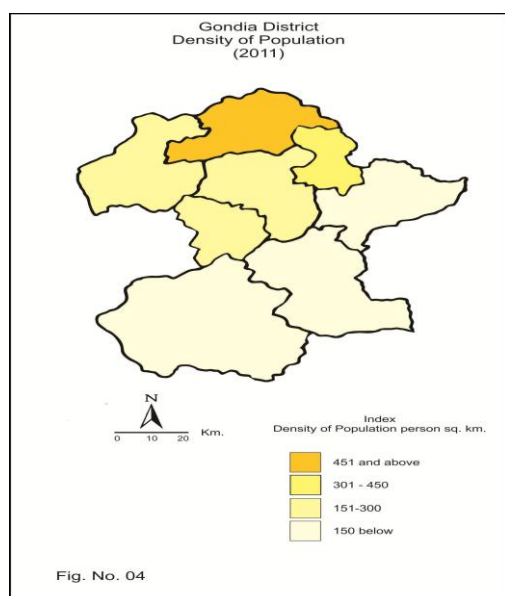 Gondia District
Density of Population
(2011)
N
0 10 20 Km.
Index
Density of Population person sq. km.
451 and above
301 - 450
151-300
150 below
Fig. No. 04